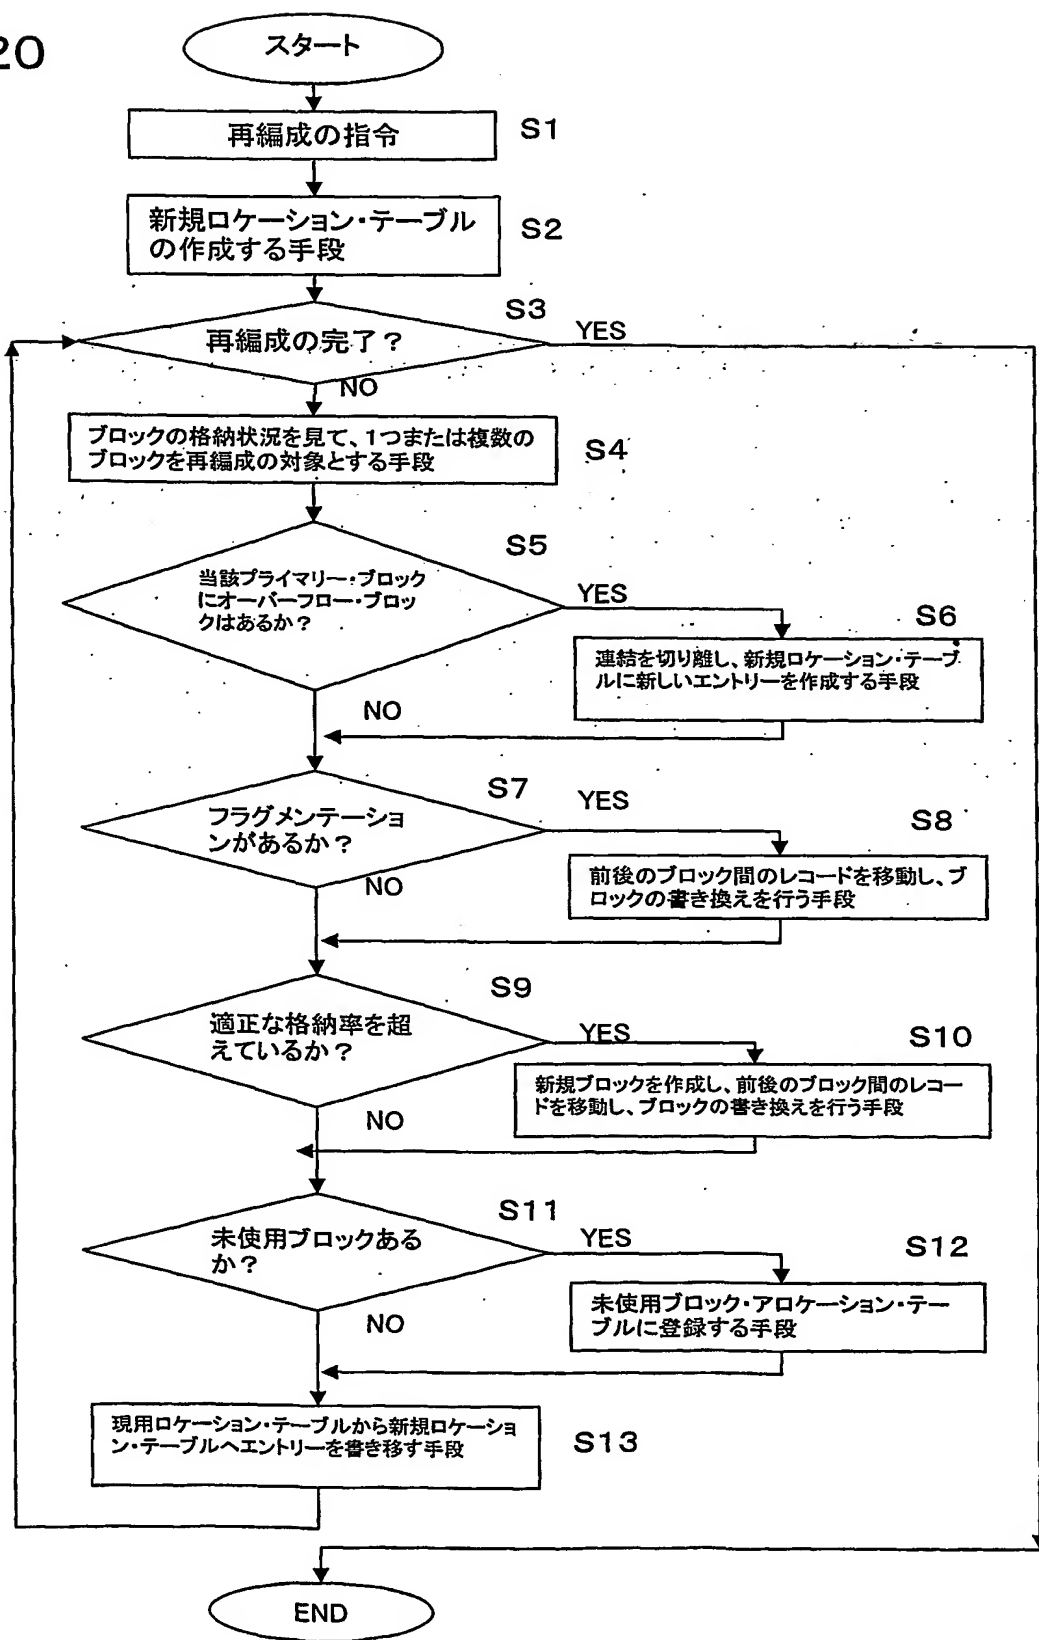 20
スタート
再編成の指令
S1
新規ロケーション・テーブル
の作成する手段
S2
S3
再編成の完了？
YES
NO
ブロックの格納状況を見て、1つまたは複数の
ブロックを再編成の対象とする手段
S4
S5
当該プライマリー・ブロック
にオーバーフロー・ブロッ
クはあるか？
YES
S6
連結を切り離し、新規ロケーション・テーブ
ルに新しいエントリーを作成する手段
NO
S7
フラグメンテーショ
ンがあるか？
YES
S8
前後のブロック間のレコードを移動し、ブ
ロックの書き換えを行う手段
NO
S9
適正な格納率を超
えているか？
YES
S10
新規ブロックを作成し、前後のブロック間のレコー
ドを移動し、ブロックの書き換えを行う手段
NO
S11
未使用ブロックある
か？
YES
S12
未使用ブロック・アロケーション・テー
ブルに登録する手段
NO
現用ロケーション・テーブルから新規ロケーショ
ン・テーブルへエントリーを書き移す手段
S13
END